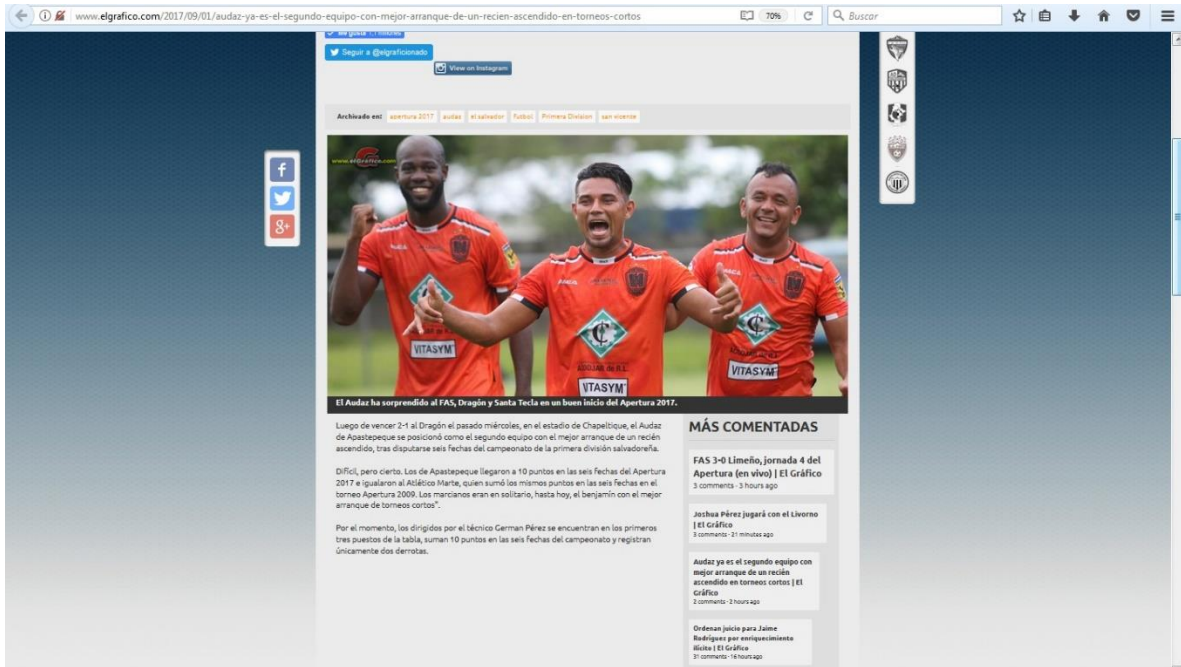 www.elgrafico.com/2017/09/01/audaz-ya-es-el-segundo-equipo-con-mejor-arranque-de-un-recien-ascendido-en-torneos-cortos
70%
Buscar
Seguir a @elgraficionado
View on Instagram
Archivado en: apertura 2017 audaz el salvador futbol Primera Division san vicente
www.elGrafico.com
VITASYM
VITASYM
VITASYM
El Audaz ha sorprendido al FAS, Dragón y Santa Tecla en un buen inicio del Apertura 2017.
Luego de vencer 2-1 al Dragón el pasado miércoles, en el estadio de Chapeltique, el Audaz
de Apastepeque se posicionó como el segundo equipo con el mejor arranque de un recién
ascendido, tras disputarse seis fechas del campeonato de la primera división salvadoreña.
Difícil, pero cierto. Los de Apastepeque llegaron a 10 puntos en las seis fechas del Apertura
2017 e igualaron al Atlético Marte, quien sumó los mismos puntos en las seis fechas en el
torneo Apertura 2009. Los marcianos eran en solitario, hasta hoy, el benjamín con el mejor
arranque de torneos cortos".
Por el momento, los dirigidos por el técnico German Pérez se encuentran en los primeros
tres puestos de la tabla, suman 10 puntos en las seis fechas del campeonato y registran
únicamente dos derrotas.
MÁS COMENTADAS
FAS 3-0 Limeño, jornada 4 del
Apertura (en vivo) | El Gráfico
3 comments · 3 hours ago
Joshua Pérez jugará con el Livorno
| El Gráfico
3 comments · 21 minutes ago
Audaz ya es el segundo equipo con
mejor arranque de un recién
ascendido en torneos cortos | El
Gráfico
2 comments · 2 hours ago
Ordenan juicio para Jaime
Rodríguez por enriquecimiento
ilícito | El Gráfico
31 comments · 16 hours ago